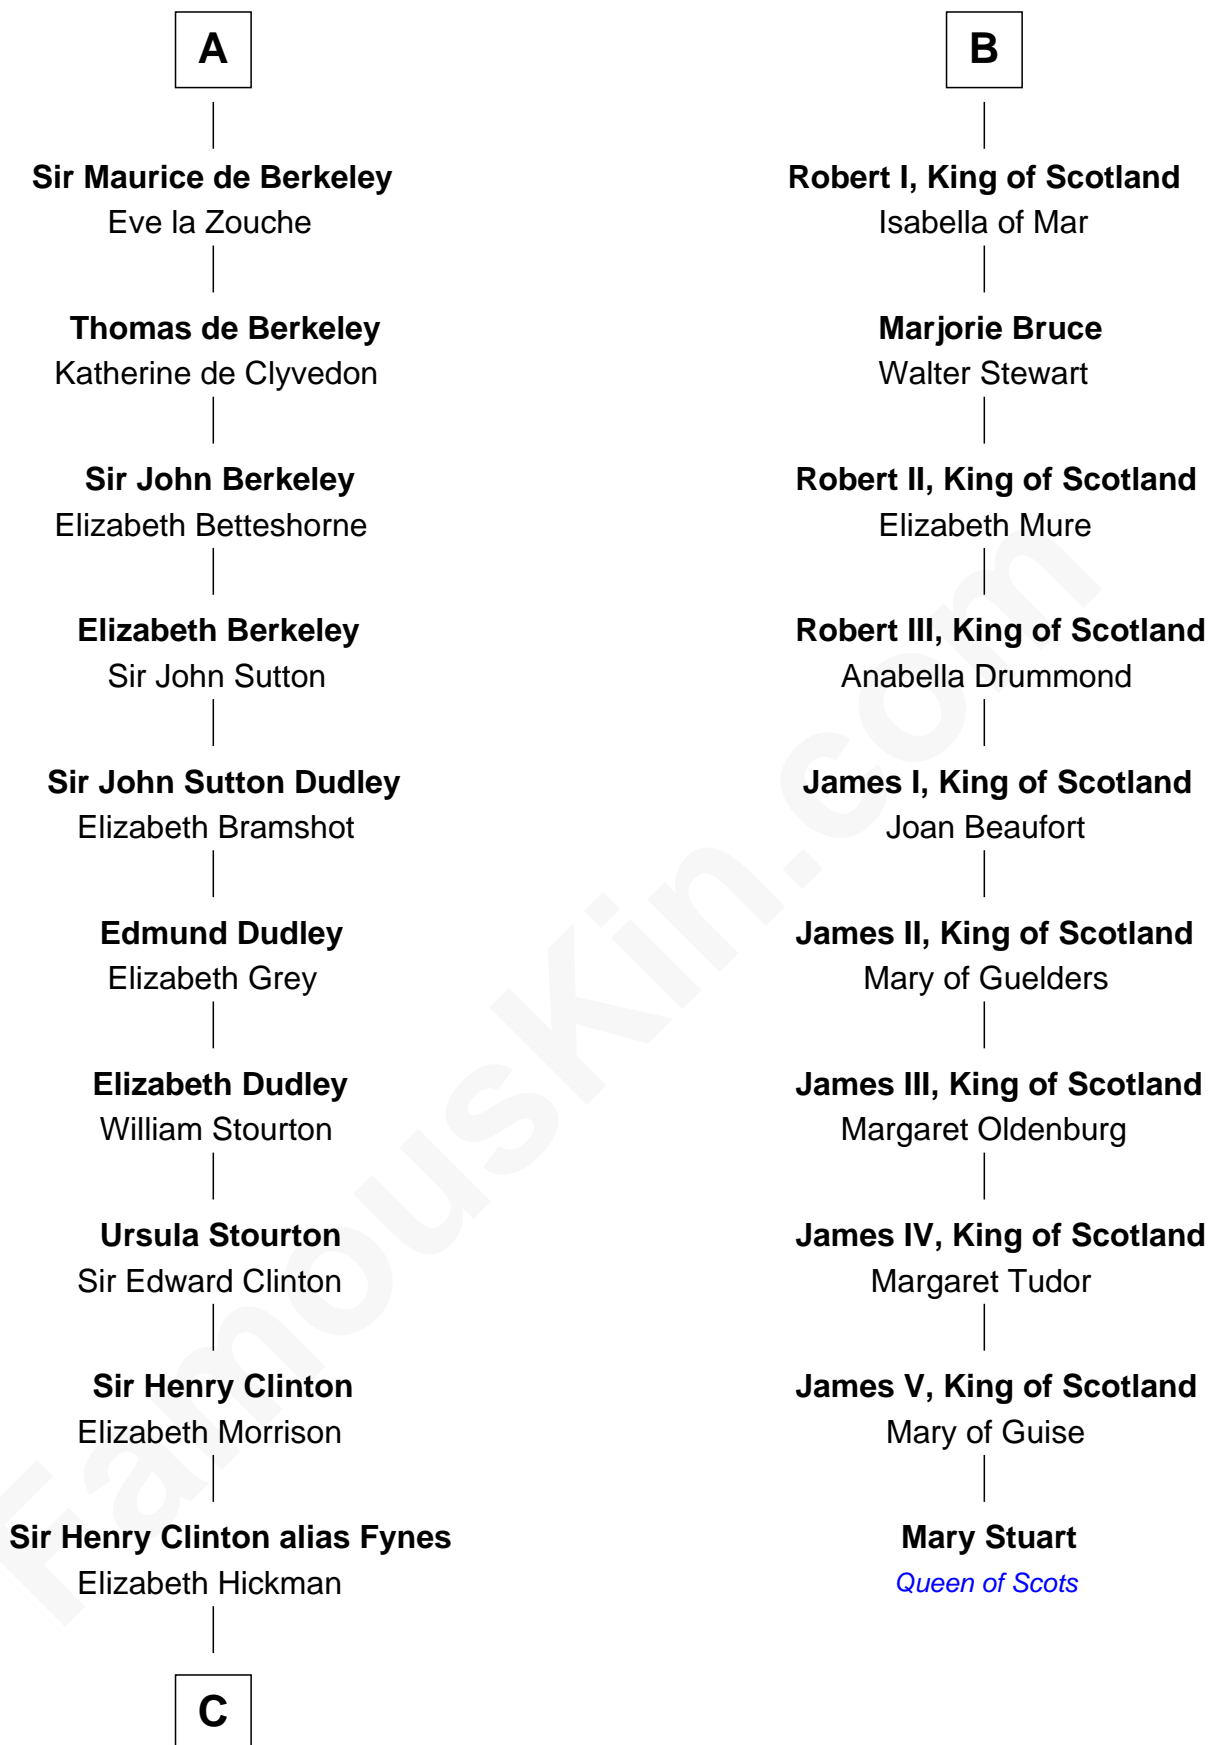 A
Sir Maurice de Berkeley
Eve la Zouche
Thomas de Berkeley
Katherine de Clyvedon
Sir John Berkeley
Elizabeth Betteshorne
Elizabeth Berkeley
Sir John Sutton
Sir John Sutton Dudley
Elizabeth Bramshot
Edmund Dudley
Elizabeth Grey
Elizabeth Dudley
William Stourton
Ursula Stourton
Sir Edward Clinton
Sir Henry Clinton
Elizabeth Morrison
Sir Henry Clinton alias Fynes
Elizabeth Hickman
C
B
Robert I, King of Scotland
Isabella of Mar
Marjorie Bruce
Walter Stewart
Robert II, King of Scotland
Elizabeth Mure
Robert III, King of Scotland
Anabella Drummond
James I, King of Scotland
Joan Beaufort
James II, King of Scotland
Mary of Guelders
James III, King of Scotland
Margaret Oldenburg
James IV, King of Scotland
Margaret Tudor
James V, King of Scotland
Mary of Guise
Mary Stuart
Queen of Scots
FamousKin.com